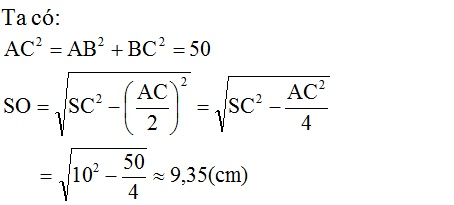 Ta có:
AC² = AB² + BC² = 50
SO = √(SC² − (AC/2)²) = √(SC² − AC²/4)
= √(10² − 50/4) ≈ 9,35(cm)